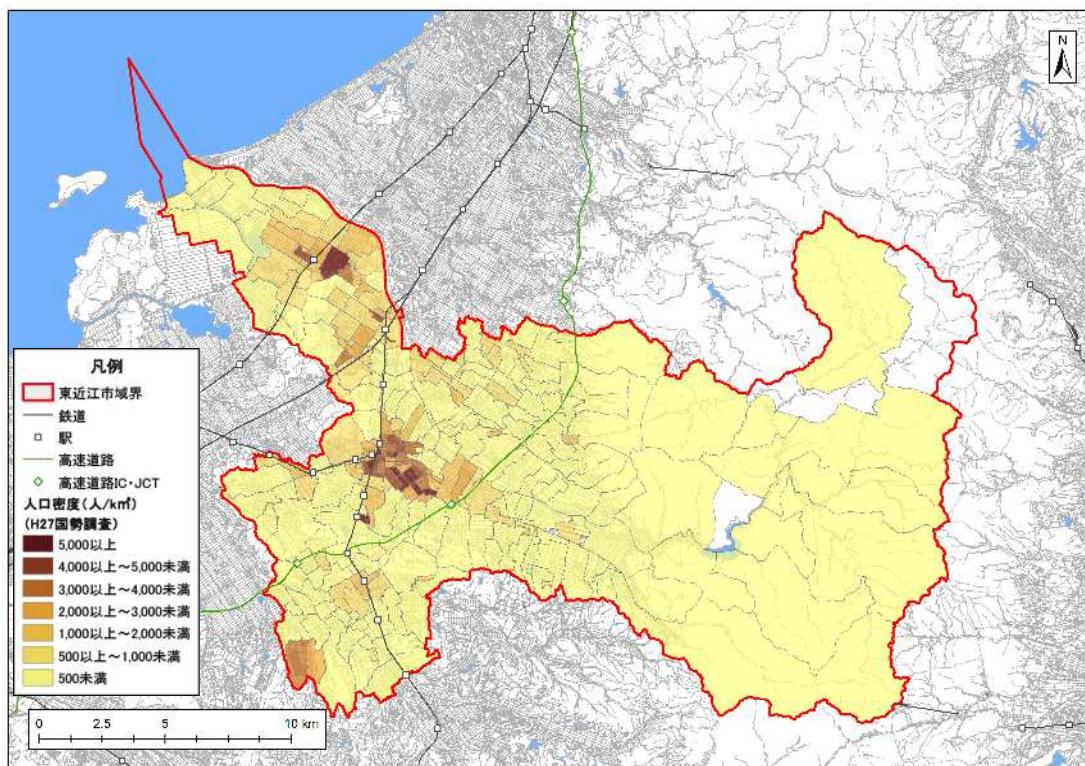 N
凡例
東近江市域界
鉄道
駅
高速道路
高速道路IC・JCT
人口密度(人/k㎡)
(H27国勢調査)
5,000以上
4,000以上～5,000未満
3,000以上～4,000未満
2,000以上～3,000未満
1,000以上～2,000未満
500以上～1,000未満
500未満
0 2.5 5 10 km